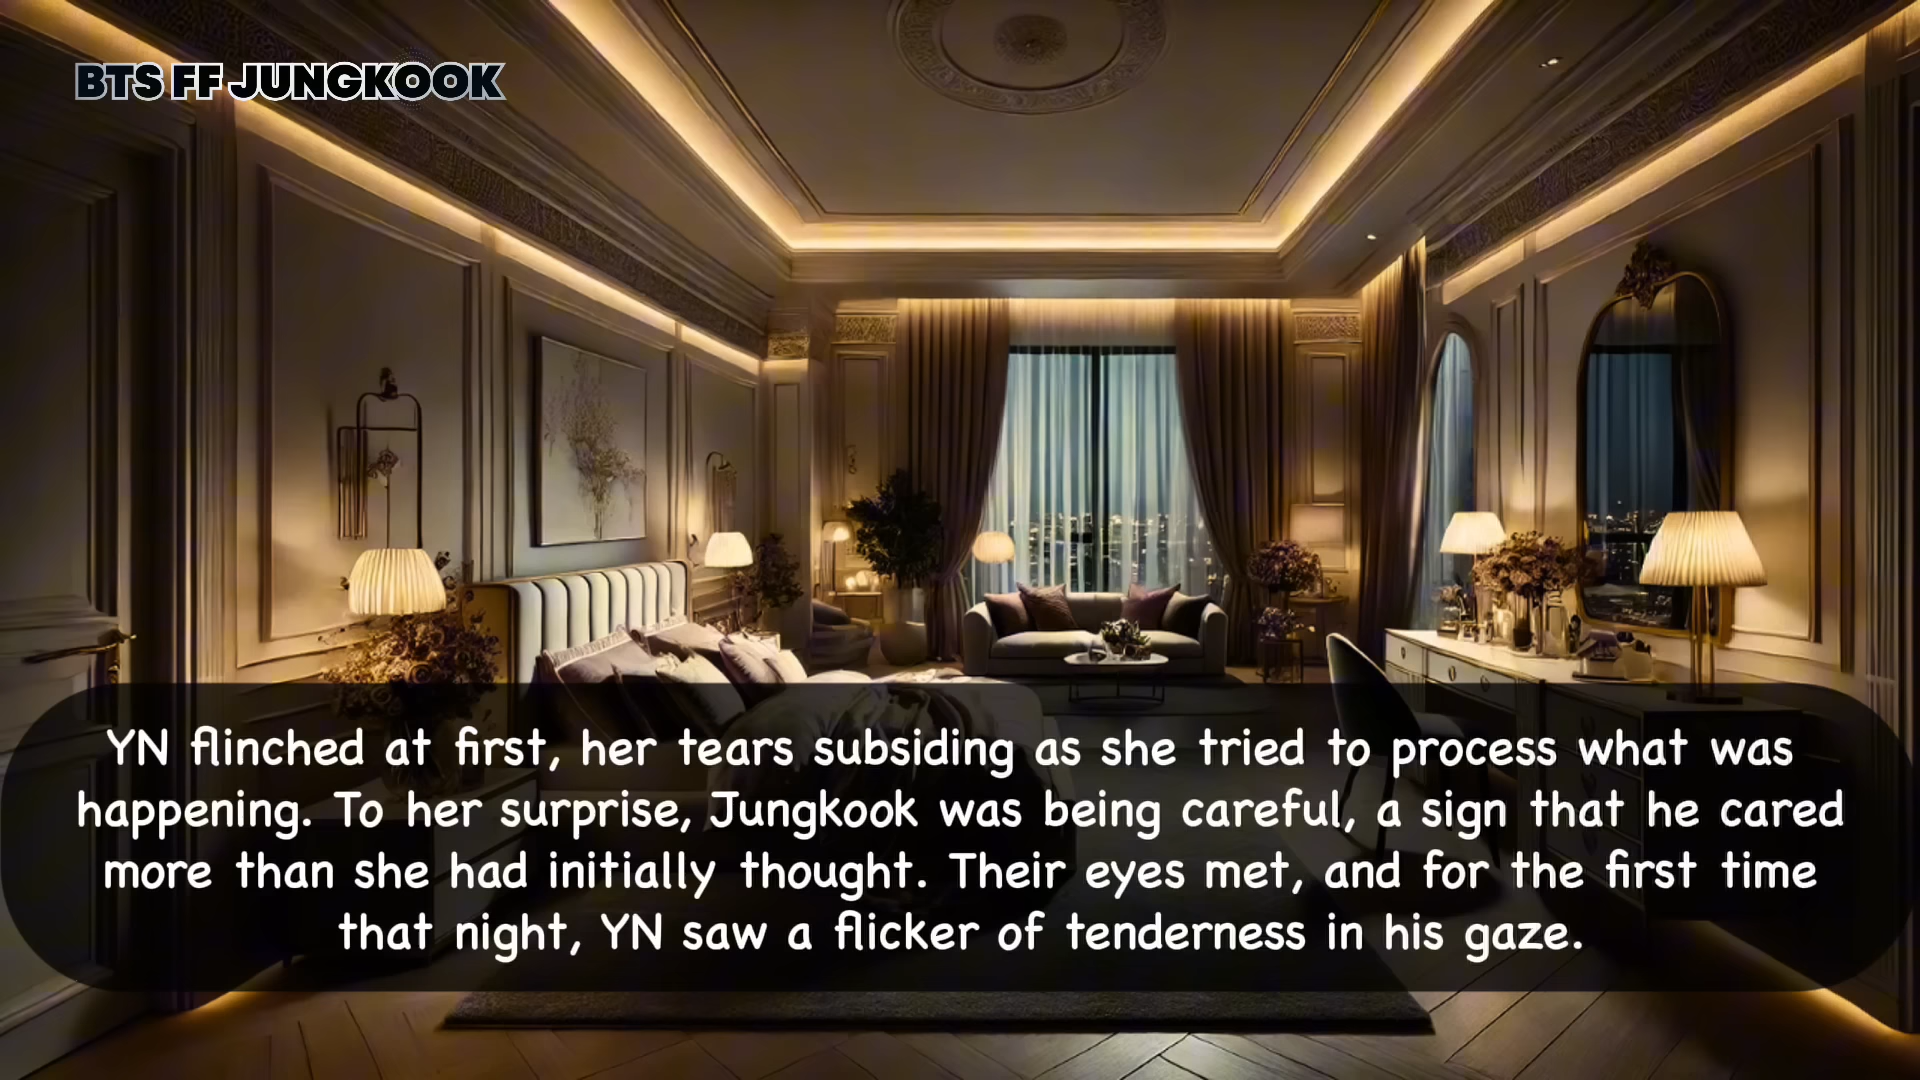 BTS FF JUNGKOOK
YN flinched at first, her tears subsiding as she tried to process what was
happening. To her surprise, Jungkook was being careful, a sign that he cared
more than she had initially thought. Their eyes met, and for the first time
that night, YN saw a flicker of tenderness in his gaze.